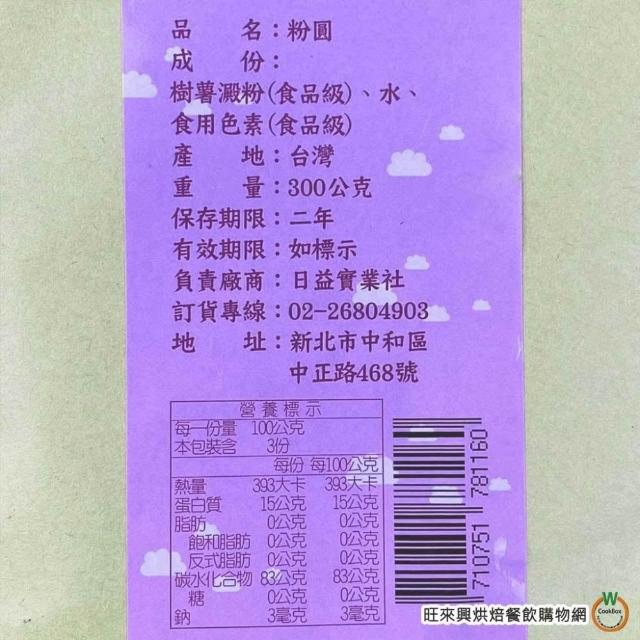 品名：粉圓
成份：
樹薯澱粉(食品級)、水、
食用色素(食品級)
產地：台灣
重量：300公克
保存期限：二年
有效期限：如標示
負責廠商：日益實業社
訂貨專線：02-26804903
地址：新北市中和區
中正路468號
營養標示
每一份量 100公克
本包裝含 3份
每份 每100公克
熱量 393大卡 393大卡
蛋白質 15公克 15公克
脂肪 0公克 0公克
飽和脂肪 0公克 0公克
反式脂肪 0公克 0公克
碳水化合物 83公克 83公克
糖 0公克 0公克
鈉 3毫克 3毫克
4 710751 781160
旺來興烘焙餐飲購物網
W
CookBox